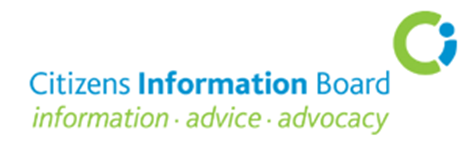 Citizens Information Board
information · advice · advocacy